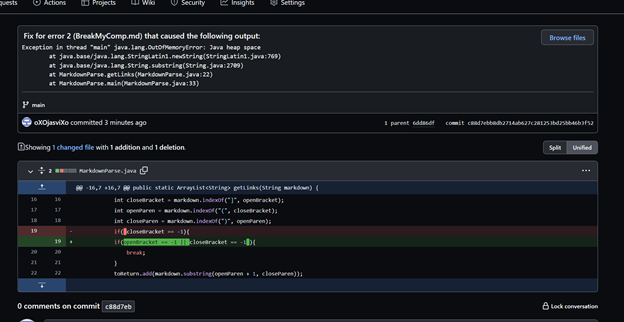 quests
Actions
Projects
Wiki
Security
Insights
Settings
Fix for error 2 (BreakMyComp.md) that caused the following output:
Browse files
Exception in thread "main" java.lang.OutOfMemoryError: Java heap space
at java.base/java.lang.StringLatin1.newString(StringLatin1.java:769)
at java.base/java.lang.String.substring(String.java:2709)
at MarkdownParse.getLinks(MarkdownParse.java:22)
at MarkdownParse.main(MarkdownParse.java:33)
main
oXOjasviXo committed 3 minutes ago
1 parent 6dd86df commit c88d7ebb8db2714ab627c281253bd25bb46b3f52
Showing 1 changed file with 1 addition and 1 deletion.
Split Unified
2 MarkdownParse.java
@@ -16,7 +16,7 @@ public static ArrayList<String> getLinks(String markdown) {
16 16 int closeBracket = markdown.indexOf("]", openBracket);
17 17 int openParen = markdown.indexOf("(", closeBracket);
18 18 int closeParen = markdown.indexOf(")", openParen);
19 - if( closeBracket == -1){
19 + if(openBracket == -1 || closeBracket == -1 ){
20 20 break;
21 21 }
22 22 toReturn.add(markdown.substring(openParen + 1, closeParen));
0 comments on commit c88d7eb
Lock conversation